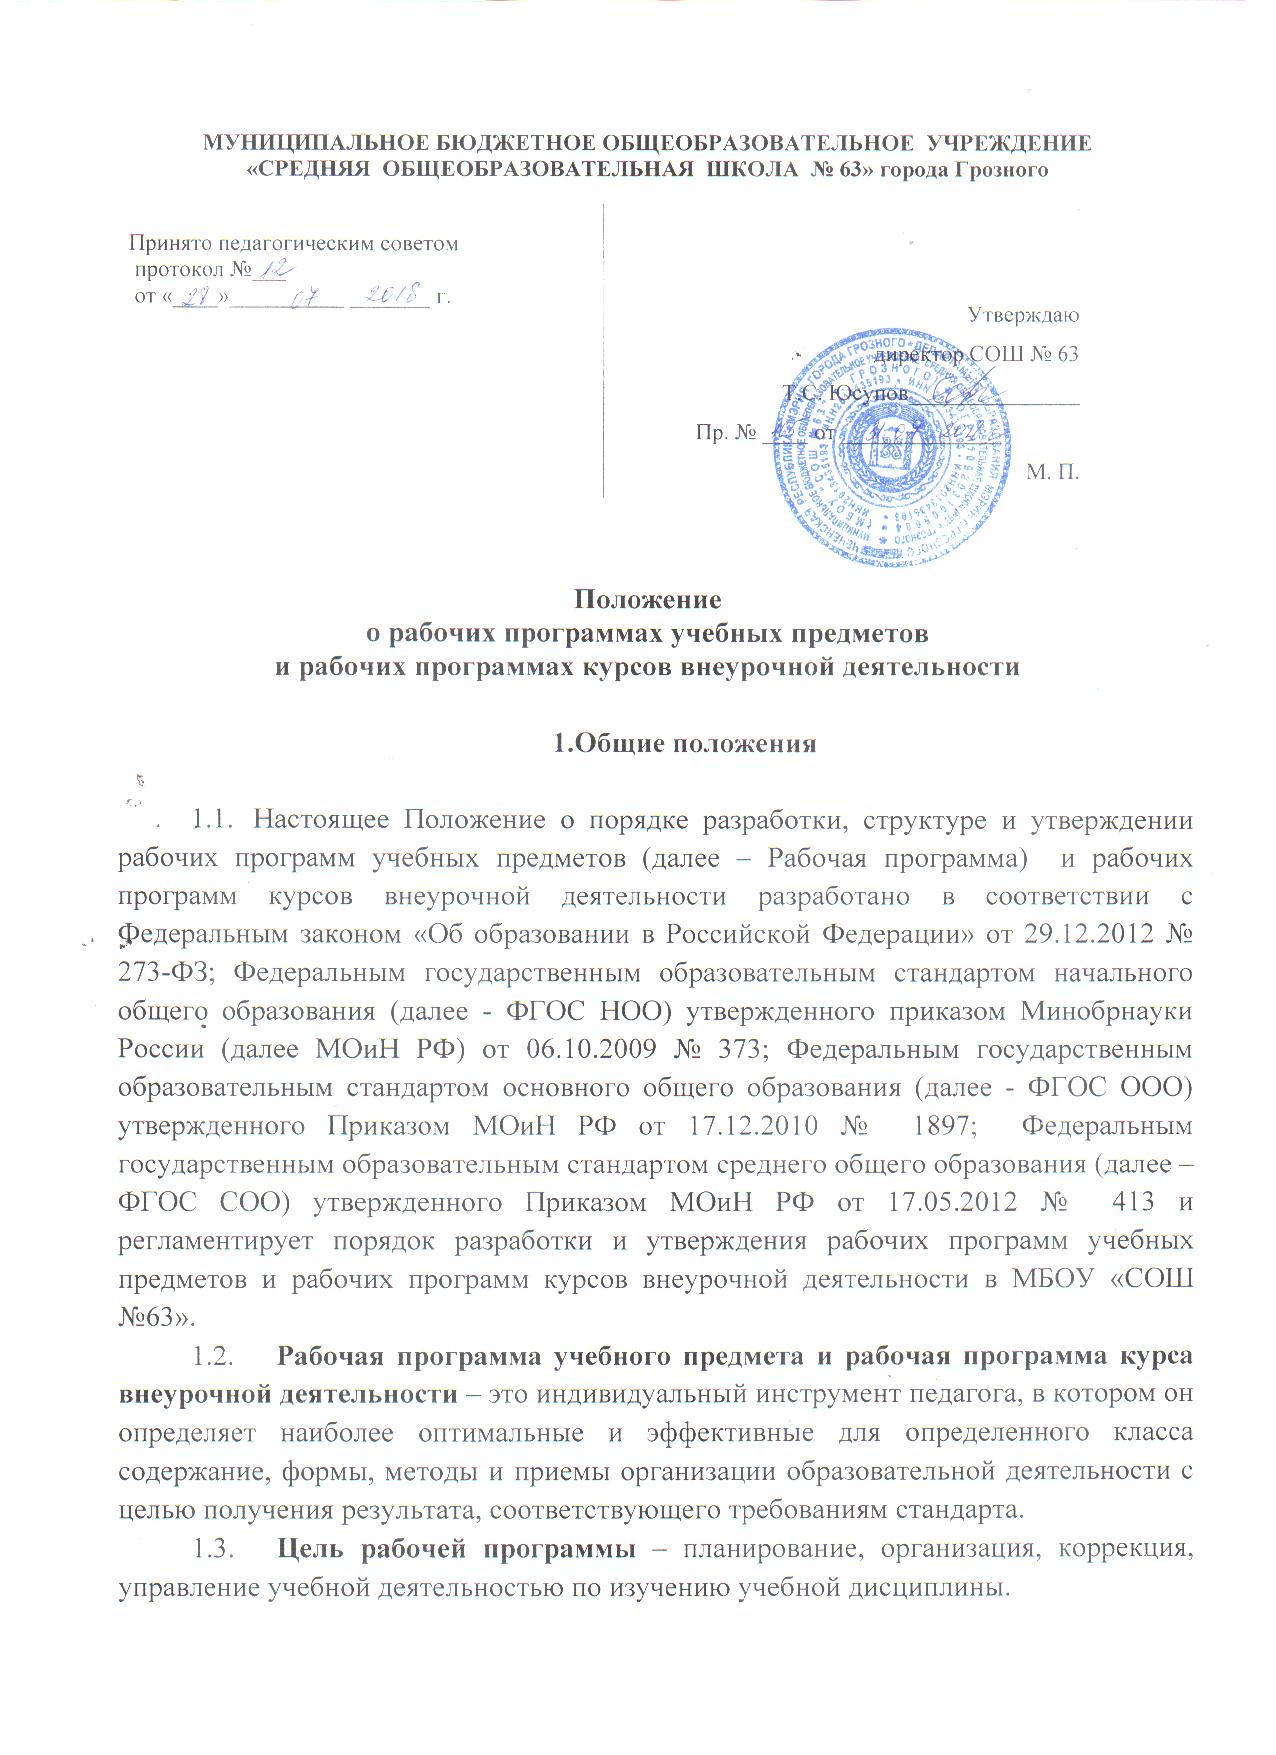 МУНИЦИПАЛЬНОЕ БЮДЖЕТНОЕ ОБЩЕОБРАЗОВАТЕЛЬНОЕ УЧРЕЖДЕНИЕ
«СРЕДНЯЯ ОБЩЕОБРАЗОВАТЕЛЬНАЯ ШКОЛА № 63» города Грозного
Принято педагогическим советом
протокол № 12
от «28» 07 2018 г.
Утверждаю
директор СОШ № 63
Т.С. Юсупов
Пр. № от
М. П.
Положение
о рабочих программах учебных предметов
и рабочих программах курсов внеурочной деятельности
1.Общие положения
1.1. Настоящее Положение о порядке разработки, структуре и утверждении
рабочих программ учебных предметов (далее – Рабочая программа) и рабочих
программ курсов внеурочной деятельности разработано в соответствии с
Федеральным законом «Об образовании в Российской Федерации» от 29.12.2012 №
273-ФЗ; Федеральным государственным образовательным стандартом начального
общего образования (далее - ФГОС НОО) утвержденного приказом Минобрнауки
России (далее МОиН РФ) от 06.10.2009 № 373; Федеральным государственным
образовательным стандартом основного общего образования (далее - ФГОС ООО)
утвержденного Приказом МОиН РФ от 17.12.2010 № 1897; Федеральным
государственным образовательным стандартом среднего общего образования (далее –
ФГОС СОО) утвержденного Приказом МОиН РФ от 17.05.2012 № 413 и
регламентирует порядок разработки и утверждения рабочих программ учебных
предметов и рабочих программ курсов внеурочной деятельности в МБОУ «СОШ
№63».
1.2. Рабочая программа учебного предмета и рабочая программа курса
внеурочной деятельности – это индивидуальный инструмент педагога, в котором он
определяет наиболее оптимальные и эффективные для определенного класса
содержание, формы, методы и приемы организации образовательной деятельности с
целью получения результата, соответствующего требованиям стандарта.
1.3. Цель рабочей программы – планирование, организация, коррекция,
управление учебной деятельностью по изучению учебной дисциплины.